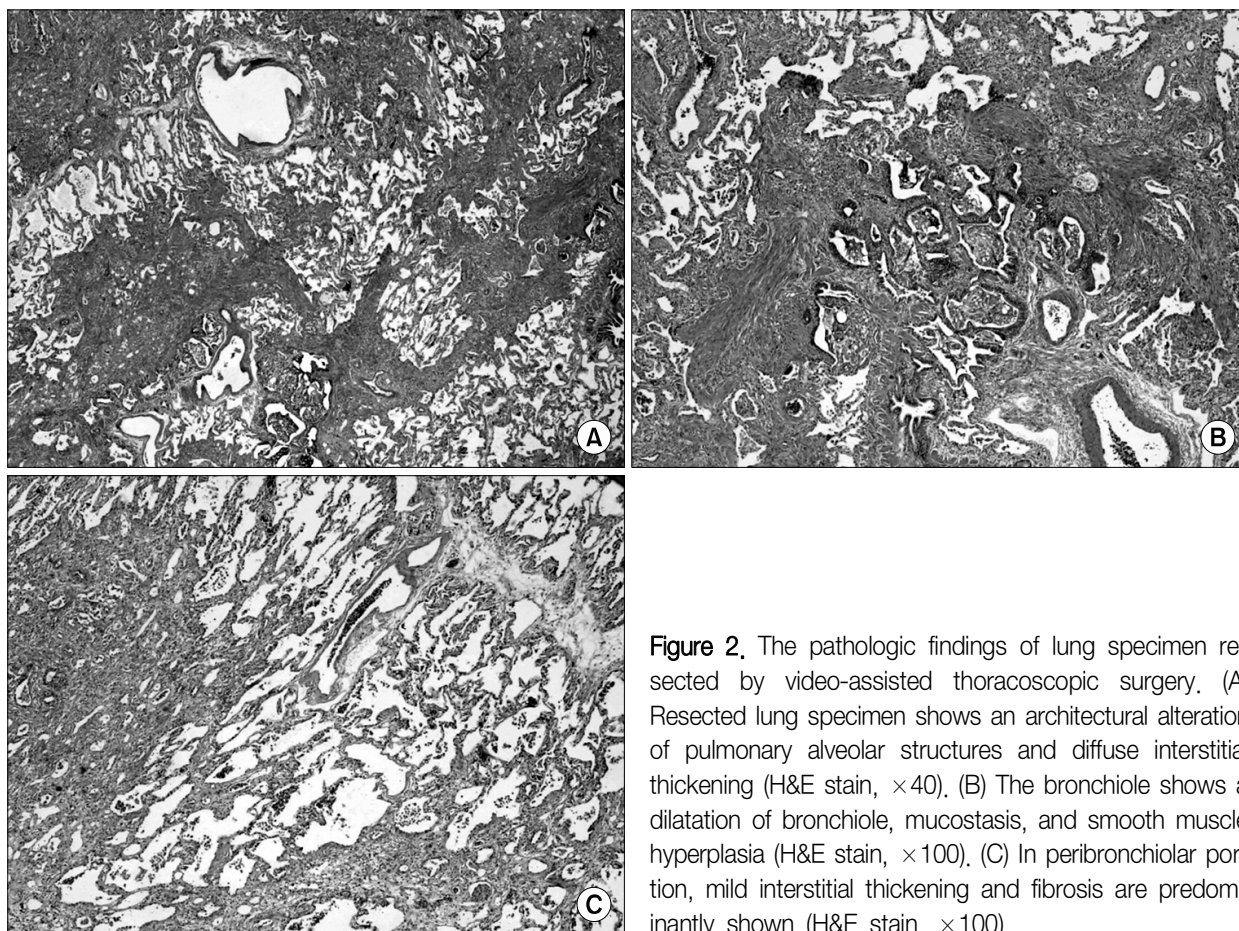 A
B
C
Figure 2. The pathologic findings of lung specimen re-
sected by video-assisted thoracoscopic surgery. (A
Resected lung specimen shows an architectural alteration
of pulmonary alveolar structures and diffuse interstitia
thickening (H&E stain, ×40). (B) The bronchiole shows a
dilatation of bronchiole, mucostasis, and smooth muscle
hyperplasia (H&E stain, ×100). (C) In peribronchiolar por
tion, mild interstitial thickening and fibrosis are predom
inantly shown (H&E stain, ×100)